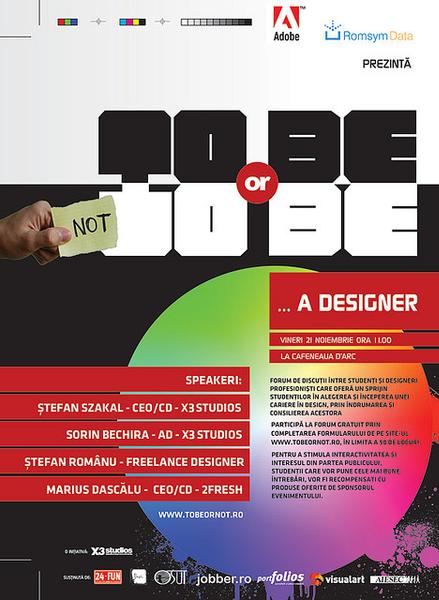 Adobe
RomsymData
PREZINTĂ
TO BE
or
NOT
TO BE
... A DESIGNER
VINERI 21 NOIEMBRIE ORA 11.00
LA CAFENEAUA D'ARC
SPEAKERI:
ȘTEFAN SZAKAL - CEO/CD - X3 STUDIOS
SORIN BECHIRA - AD - X3 STUDIOS
ȘTEFAN ROMÂNU - FREELANCE DESIGNER
MARIUS DASCĂLU - CEO/CD - 2FRESH
WWW.TOBEORNOT.RO
FORUM DE DISCUȚII ÎNTRE STUDENȚI ȘI DESIGNERI
PROFESIONIȘTI CARE OFERĂ UN SPRIJIN
STUDENȚILOR ÎN ALEGEREA ȘI ÎNCEPEREA UNEI
CARIERE ÎN DESIGN, PRIN ÎNDRUMAREA ȘI
CONSILIEREA ACESTORA
PARTICIPĂ LA FORUM GRATUIT PRIN
COMPLETAREA FORMULARULUI DE PE SITE-UL
WWW.TOBEORNOT.RO, ÎN LIMITA A 50 DE LOCURI.
PENTRU A STIMULA INTERACTIVITATEA ȘI
INTERESUL DIN PARTEA PUBLICULUI,
STUDENȚII CARE VOR PUNE CELE MAI BUNE
ÎNTREBĂRI, VOR FI RECOMPENSAȚI CU
PRODUSE OFERITE DE SPONSORUL
EVENIMENTULUI.
O INIȚIATIVĂ: X3 studios
SUSȚINUTĂ DE: 24 FUN OSUT jobber.ro portfolios visualart AIESEC